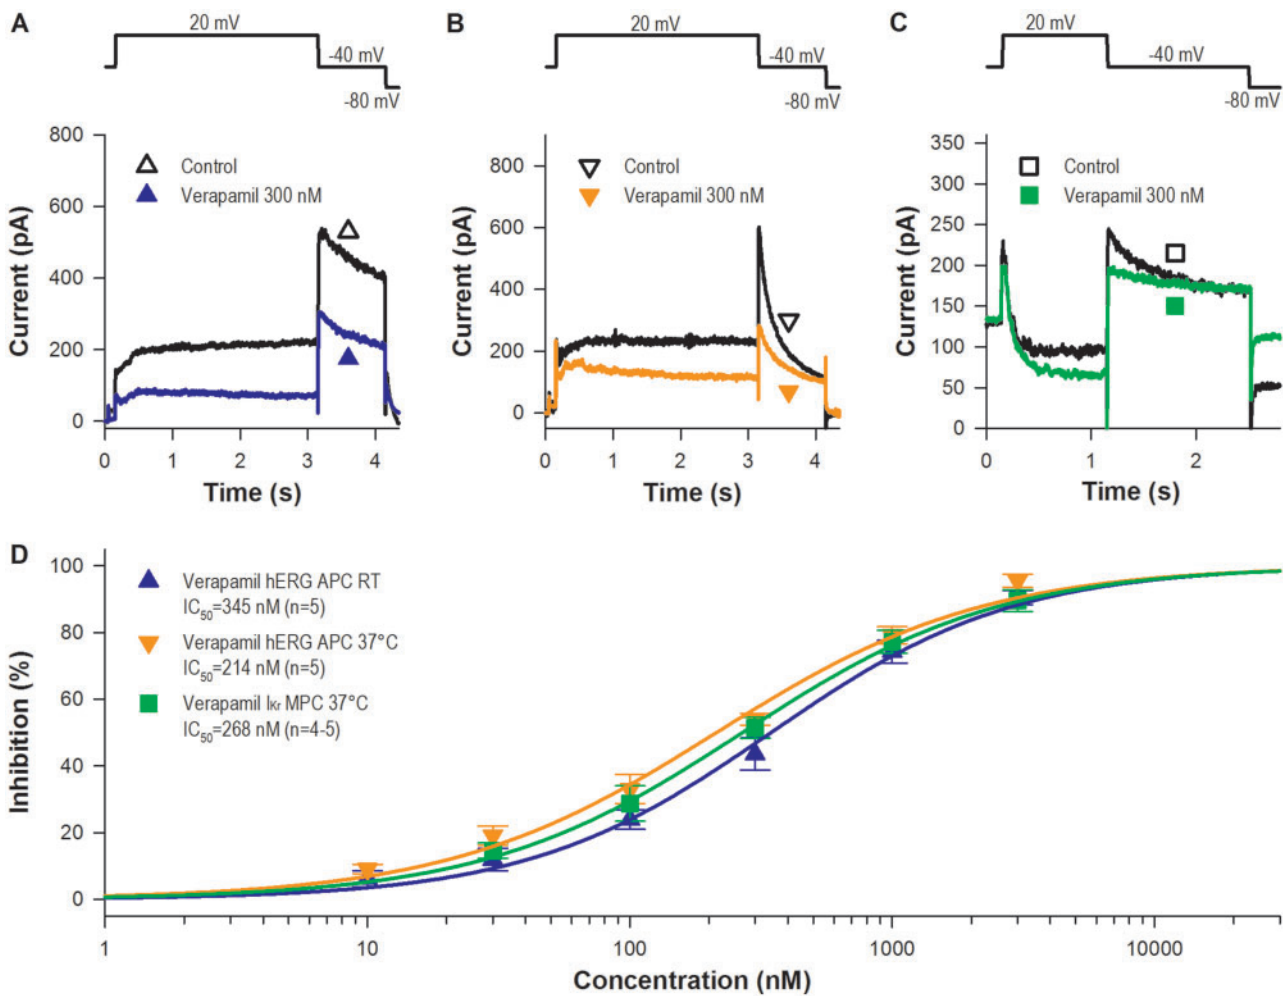 A
20 mV
-40 mV
-80 mV
800
600
400
200
0
Current (pA)
Control
Verapamil 300 nM
0 1 2 3 4
Time (s)
B
20 mV
-40 mV
-80 mV
800
600
400
200
0
Current (pA)
Control
Verapamil 300 nM
0 1 2 3 4
Time (s)
C
20 mV
-40 mV
-80 mV
350
300
250
200
150
100
50
0
Current (pA)
Control
Verapamil 300 nM
0 1 2
Time (s)
D
100
80
60
40
20
0
Inhibition (%)
Verapamil hERG APC RT
IC50=345 nM (n=5)
Verapamil hERG APC 37°C
IC50=214 nM (n=5)
Verapamil IKr MPC 37°C
IC50=268 nM (n=4-5)
1 10 100 1000 10000
Concentration (nM)